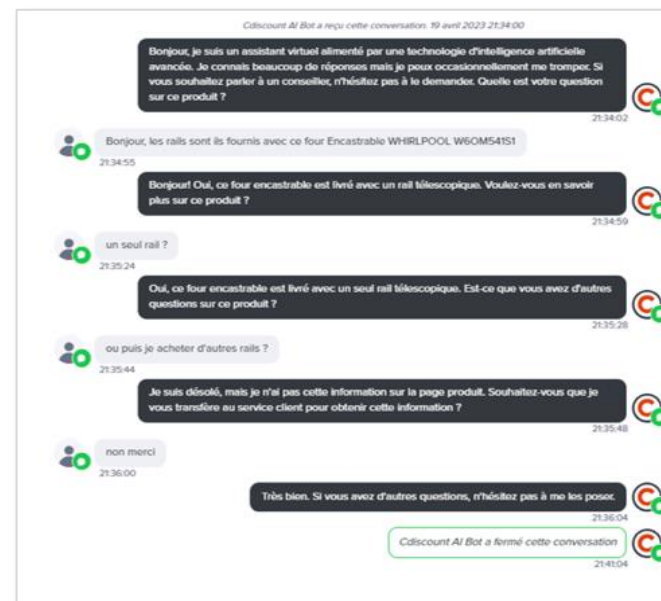 Cdiscount AI Bot a reçu cette conversation. 19 avril 2023 21:34:00
Bonjour, je suis un assistant virtuel alimenté par une technologie d'intelligence artificielle
avancée. Je connais beaucoup de réponses mais je peux occasionnellement me tromper. Si
vous souhaitez parler à un conseiller, n'hésitez pas à le demander. Quelle est votre question
sur ce produit ?
21:34:02
Bonjour, les rails sont ils fournis avec ce four Encastrable WHIRLPOOL W6OM541S1
21:34:55
Bonjour! Oui, ce four encastrable est livré avec un rail télescopique. Voulez-vous en savoir
plus sur ce produit ?
21:34:59
un seul rail ?
21:35:24
Oui, ce four encastrable est livré avec un seul rail télescopique. Est-ce que vous avez d'autres
questions sur ce produit ?
21:35:28
ou puis je acheter d'autres rails ?
21:35:44
Je suis désolé, mais je n'ai pas cette information sur la page produit. Souhaitez-vous que je
vous transfère au service client pour obtenir cette information ?
21:35:48
non merci
21:36:00
Très bien. Si vous avez d'autres questions, n'hésitez pas à me les poser.
21:36:04
Cdiscount AI Bot a fermé cette conversation
21:41:04